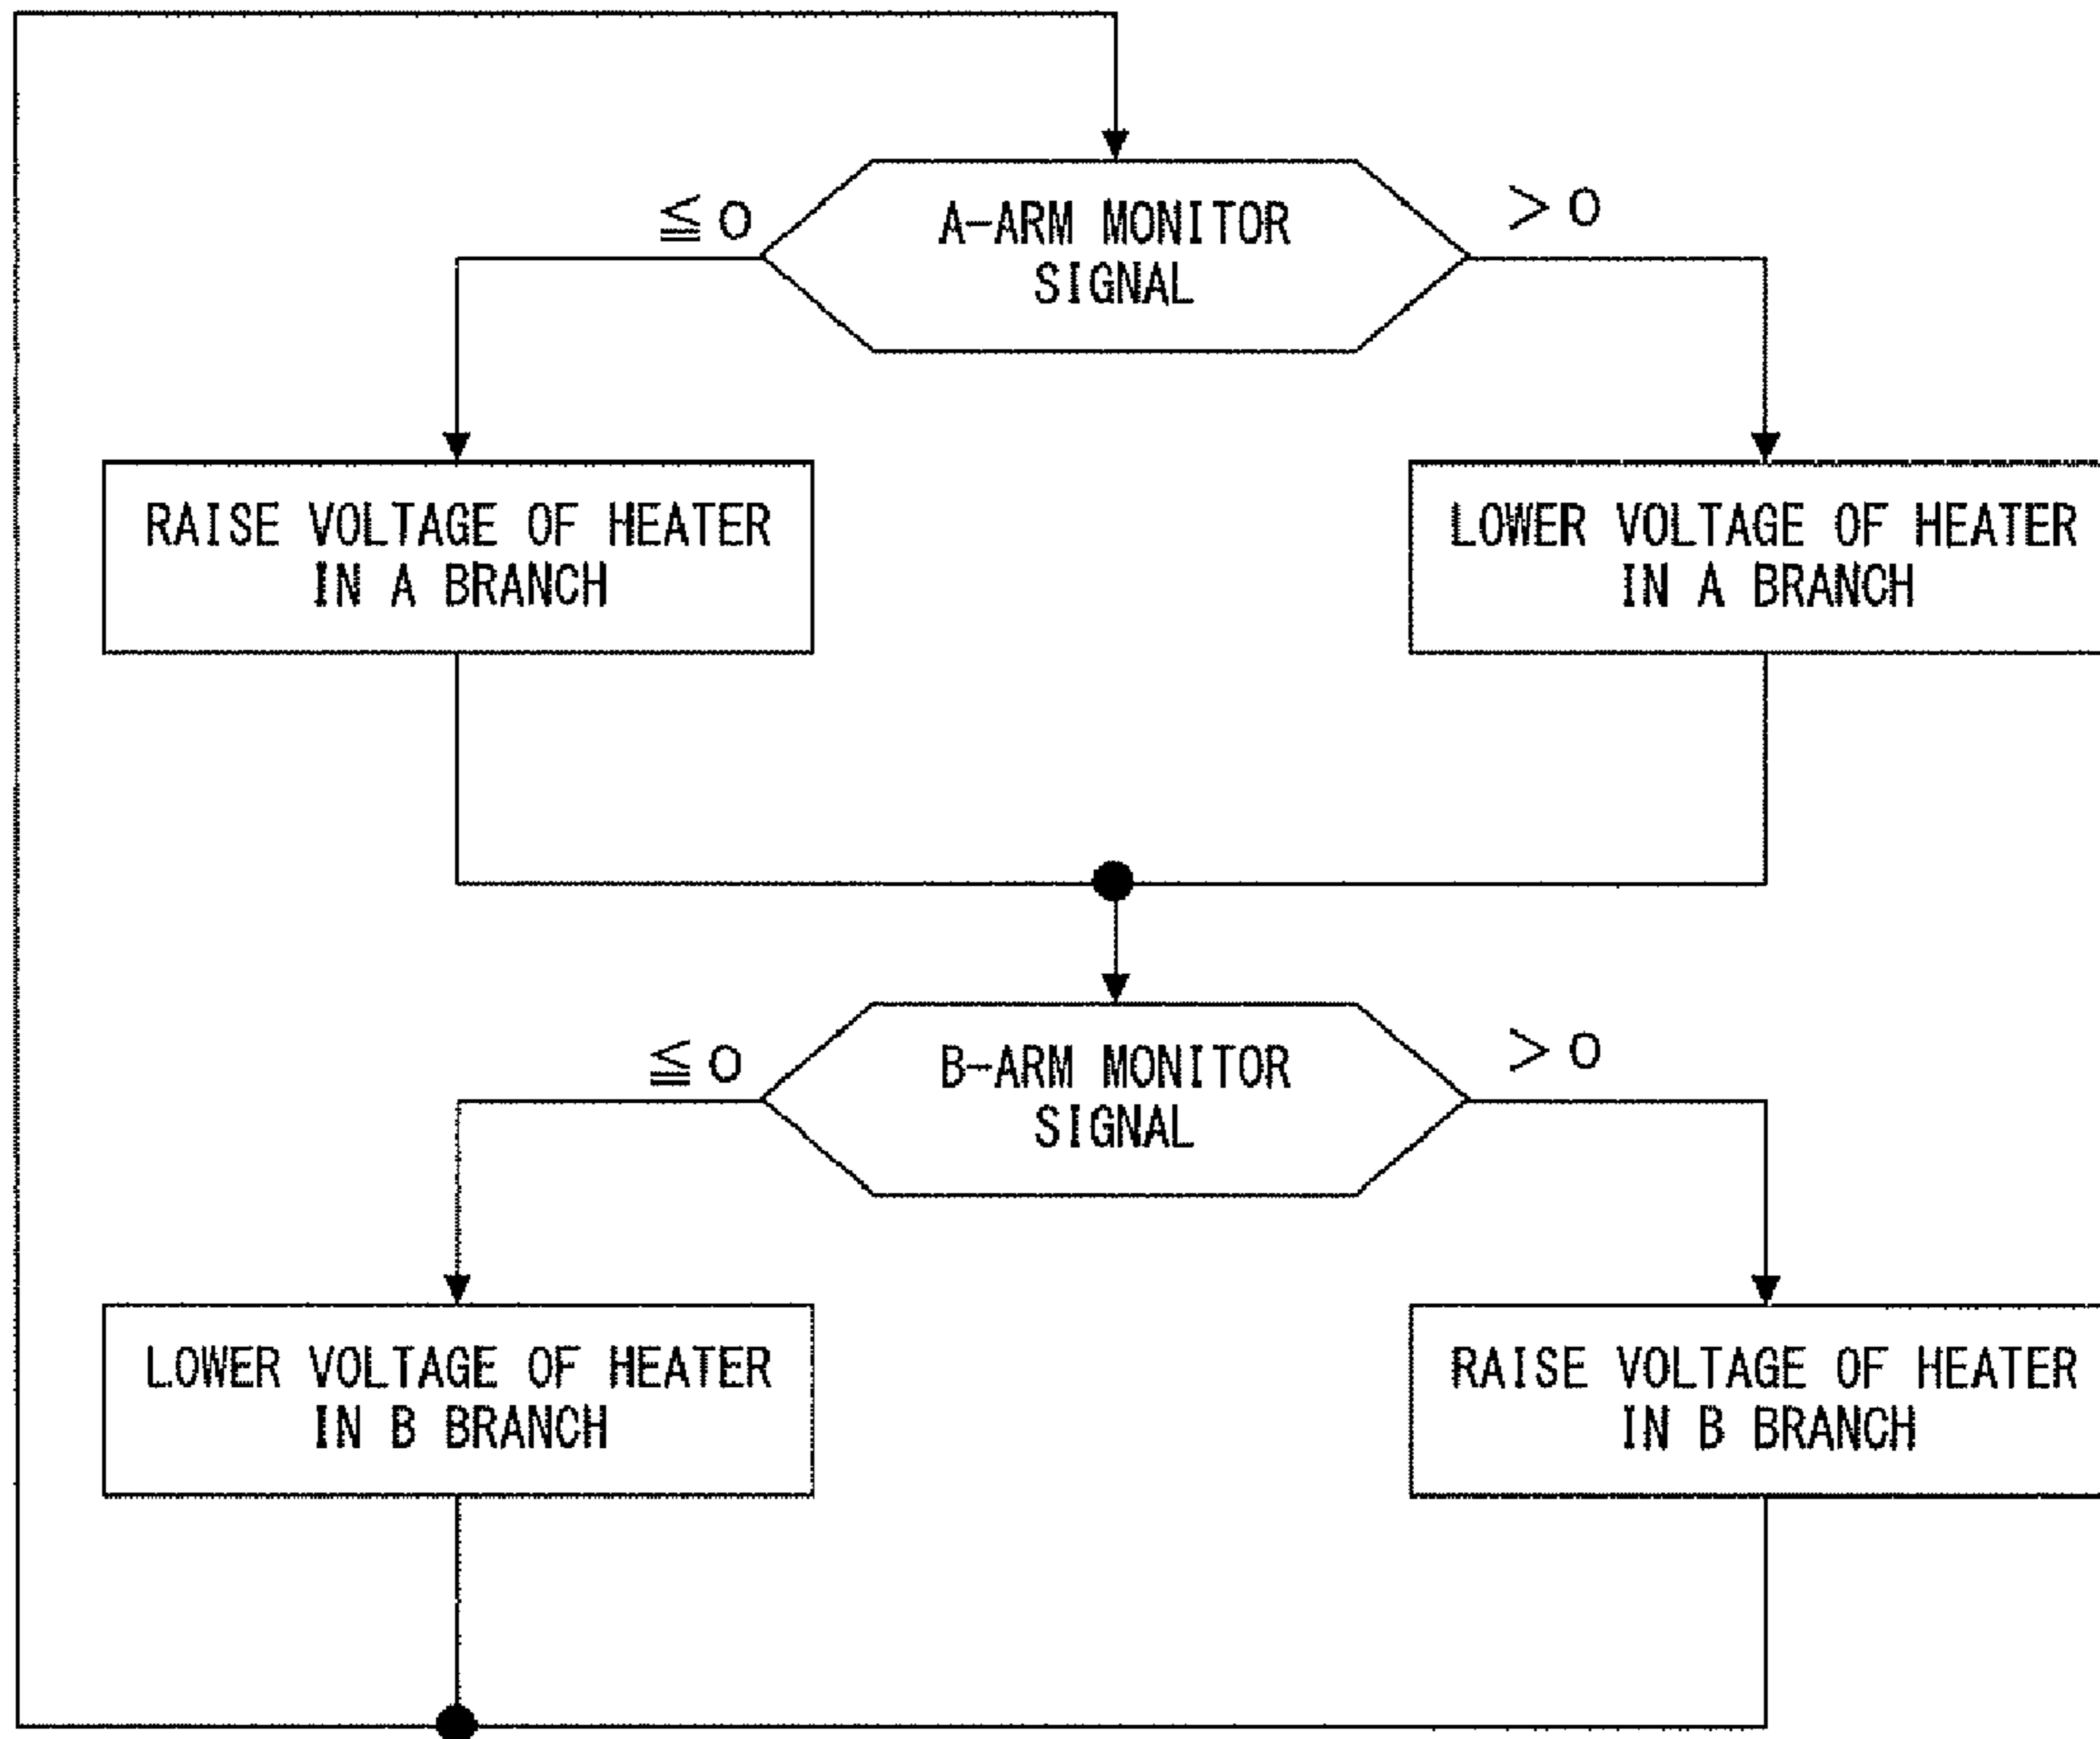 ≦0
A-ARM MONITOR
SIGNAL
>0
RAISE VOLTAGE OF HEATER
IN A BRANCH
LOWER VOLTAGE OF HEATER
IN A BRANCH
≦0
B-ARM MONITOR
SIGNAL
>0
LOWER VOLTAGE OF HEATER
IN B BRANCH
RAISE VOLTAGE OF HEATER
IN B BRANCH